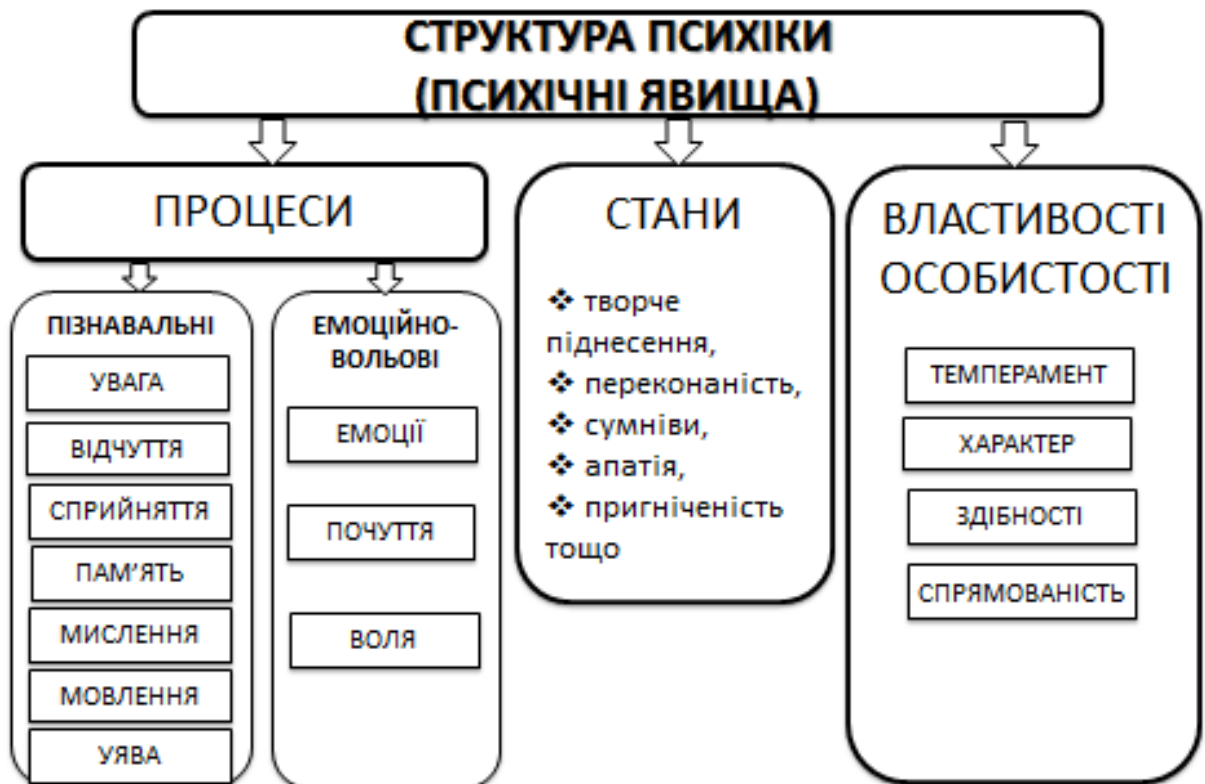 СТРУКТУРА ПСИХІКИ
(ПСИХІЧНІ ЯВИЩА)
ПРОЦЕСИ
ПІЗНАВАЛЬНІ
УВАГА
ВІДЧУТТЯ
СПРИЙНЯТТЯ
ПАМ’ЯТЬ
МИСЛЕННЯ
МОВЛЕННЯ
УЯВА
ЕМОЦІЙНО-
ВОЛЬОВІ
ЕМОЦІЇ
ПОЧУТТЯ
ВОЛЯ
СТАНИ
❖ творче
піднесення,
❖ переконаність,
❖ сумніви,
❖ апатія,
❖ пригніченість
тощо
ВЛАСТИВОСТІ
ОСОБИСТОСТІ
ТЕМПЕРАМЕНТ
ХАРАКТЕР
ЗДІБНОСТІ
СПРЯМОВАНІСТЬ